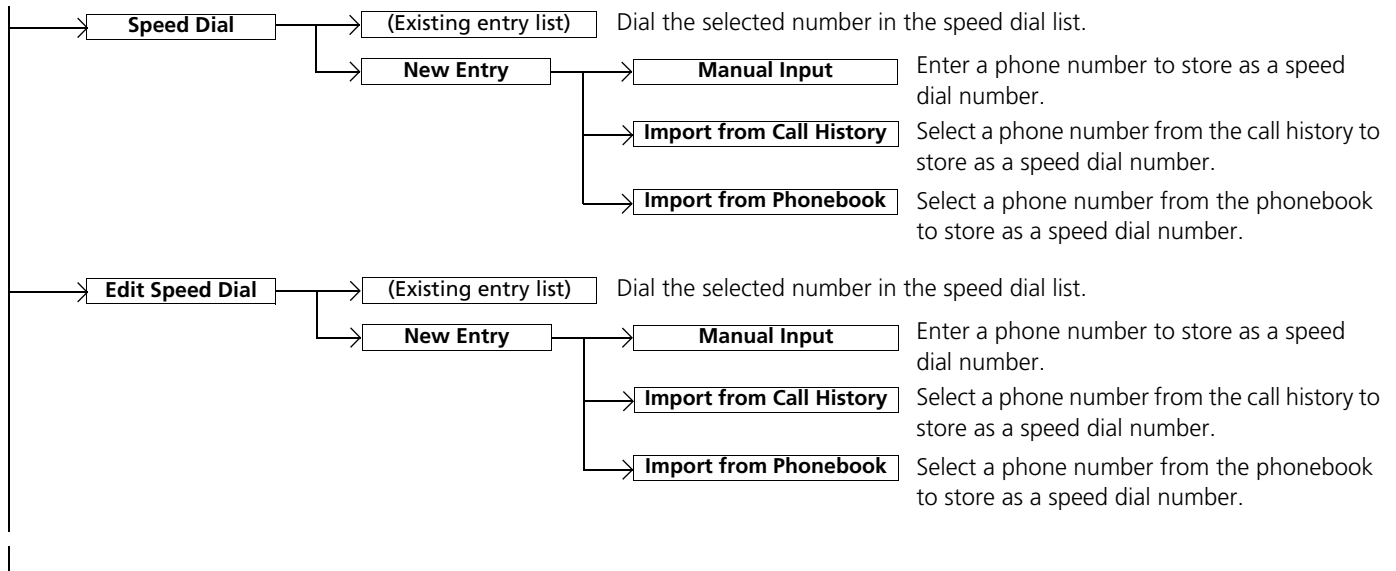 Speed Dial
(Existing entry list)
Dial the selected number in the speed dial list.
New Entry
Manual Input
Enter a phone number to store as a speed
dial number.
Import from Call History
Select a phone number from the call history to
store as a speed dial number.
Import from Phonebook
Select a phone number from the phonebook
to store as a speed dial number.
Edit Speed Dial
(Existing entry list)
Dial the selected number in the speed dial list.
New Entry
Manual Input
Enter a phone number to store as a speed
dial number.
Import from Call History
Select a phone number from the call history to
store as a speed dial number.
Import from Phonebook
Select a phone number from the phonebook
to store as a speed dial number.